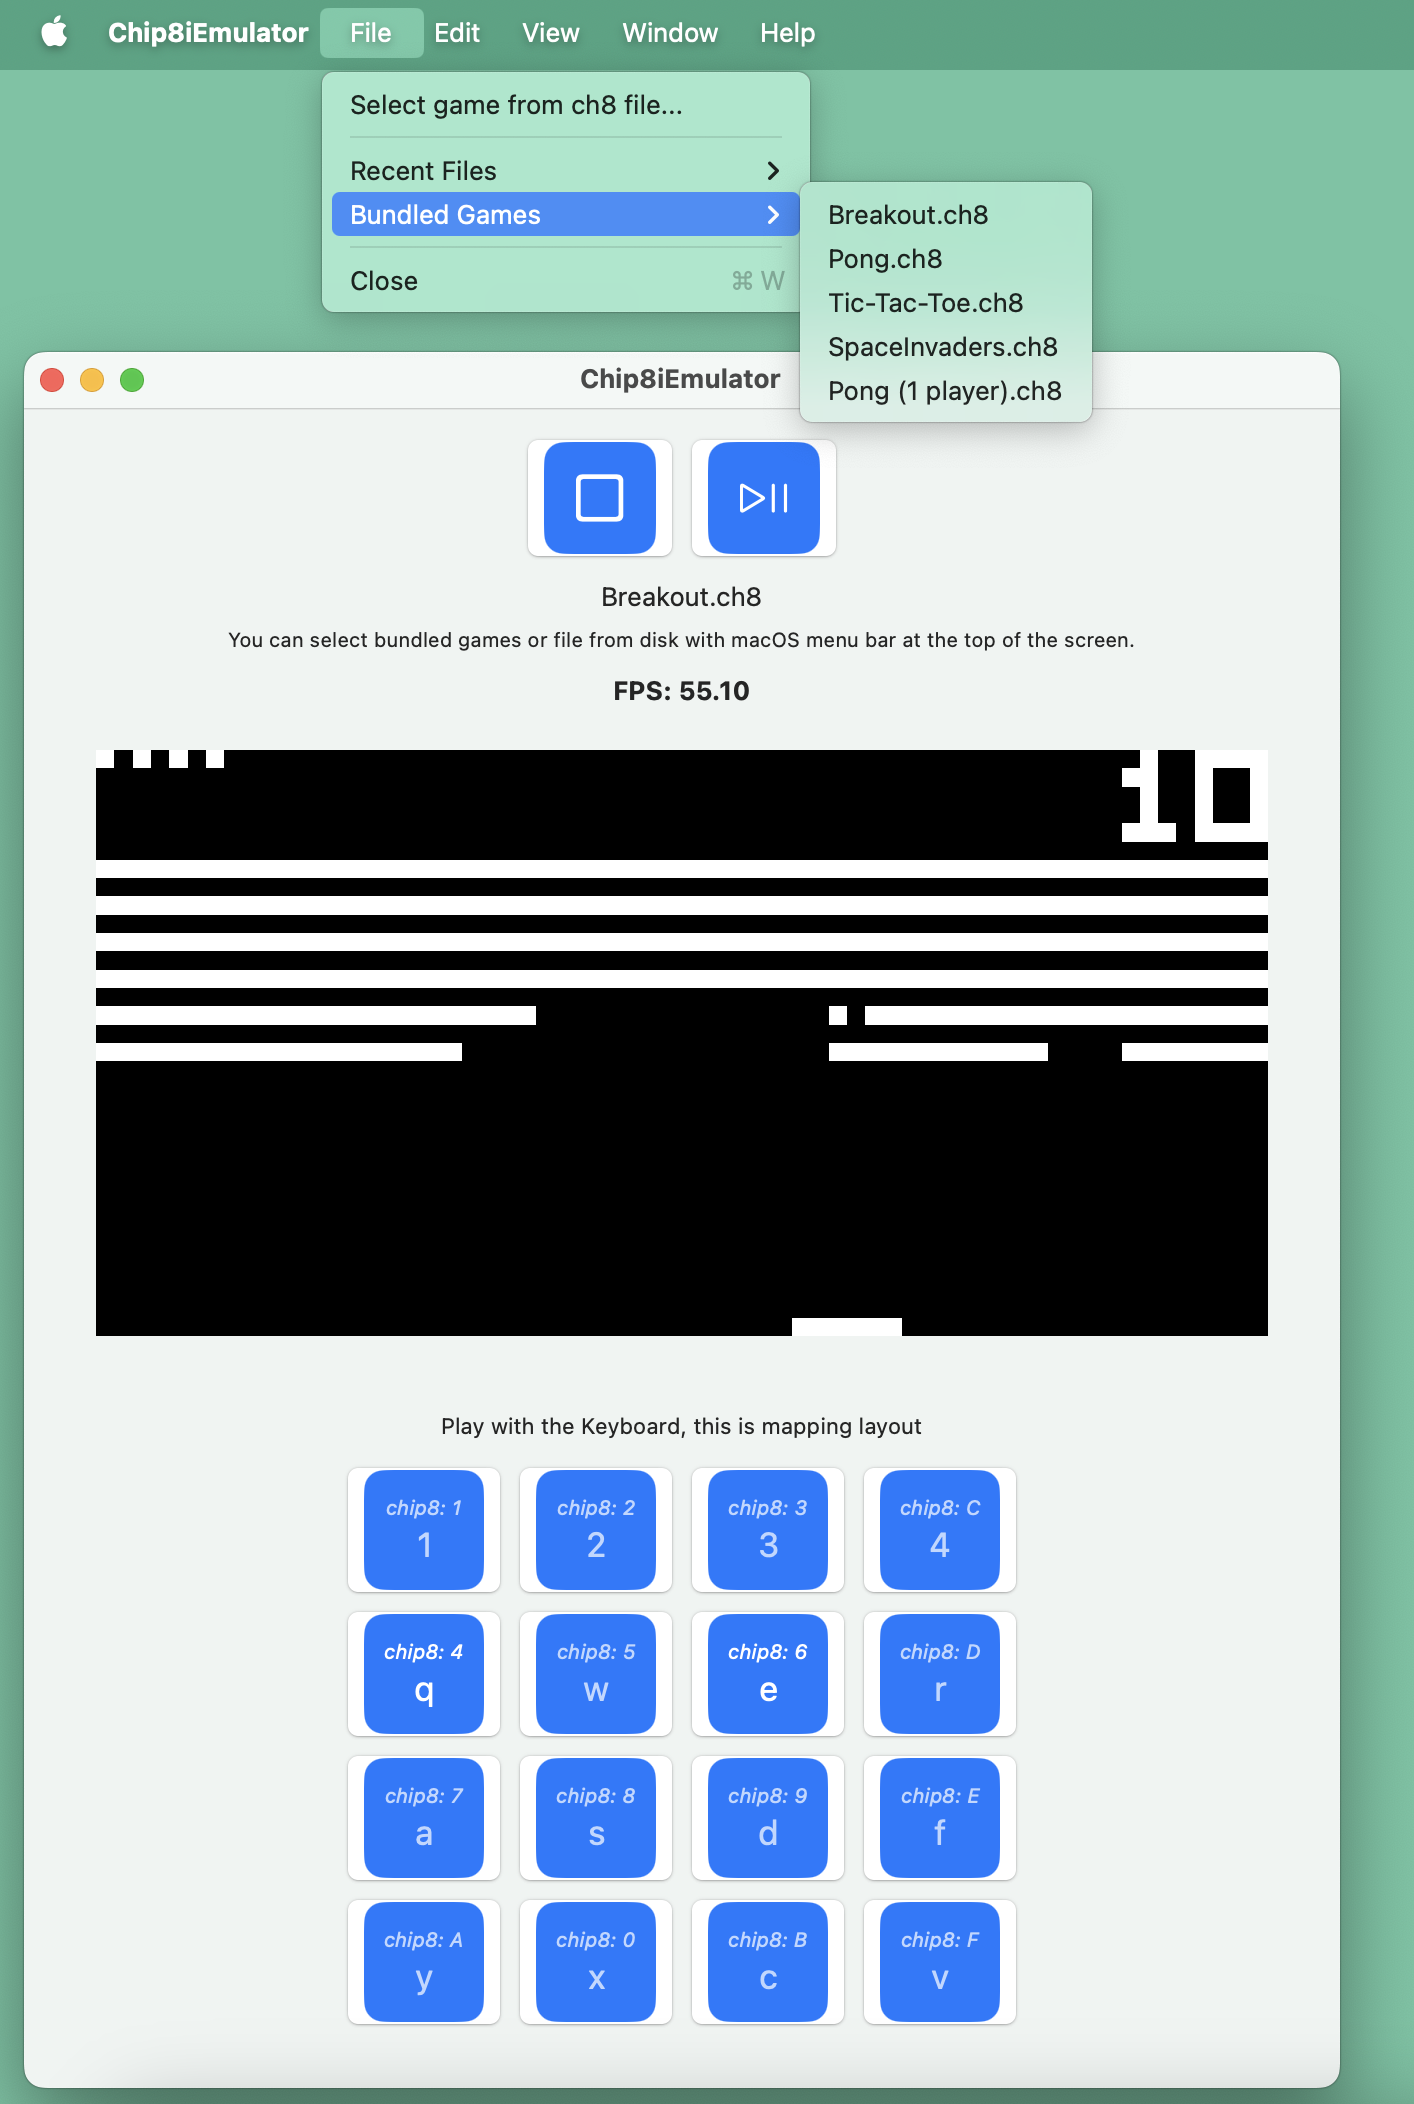 Chip8iEmulator File Edit View Window Help
Select game from ch8 file...
Recent Files
Bundled Games
Close ⌘ W
Breakout.ch8
Pong.ch8
Tic-Tac-Toe.ch8
SpaceInvaders.ch8
Pong (1 player).ch8
Chip8iEmulator
Breakout.ch8
You can select bundled games or file from disk with macOS menu bar at the top of the screen.
FPS: 55.10
10
Play with the Keyboard, this is mapping layout
chip8: 1 chip8: 2 chip8: 3 chip8: C
1 2 3 4
chip8: 4 chip8: 5 chip8: 6 chip8: D
q w e r
chip8: 7 chip8: 8 chip8: 9 chip8: E
a s d f
chip8: A chip8: 0 chip8: B chip8: F
y x c v